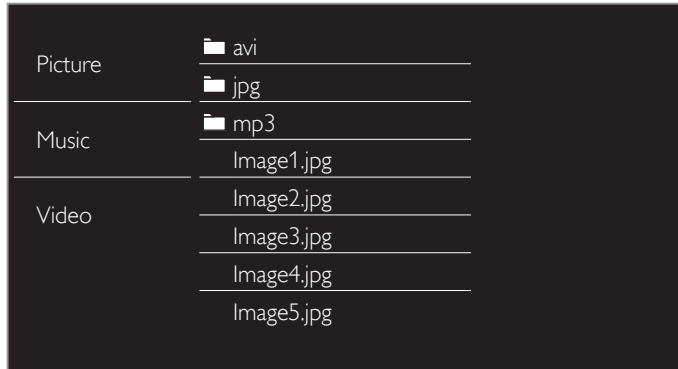 Picture
Music
Video
avi
jpg
mp3
Image1.jpg
Image2.jpg
Image3.jpg
Image4.jpg
Image5.jpg